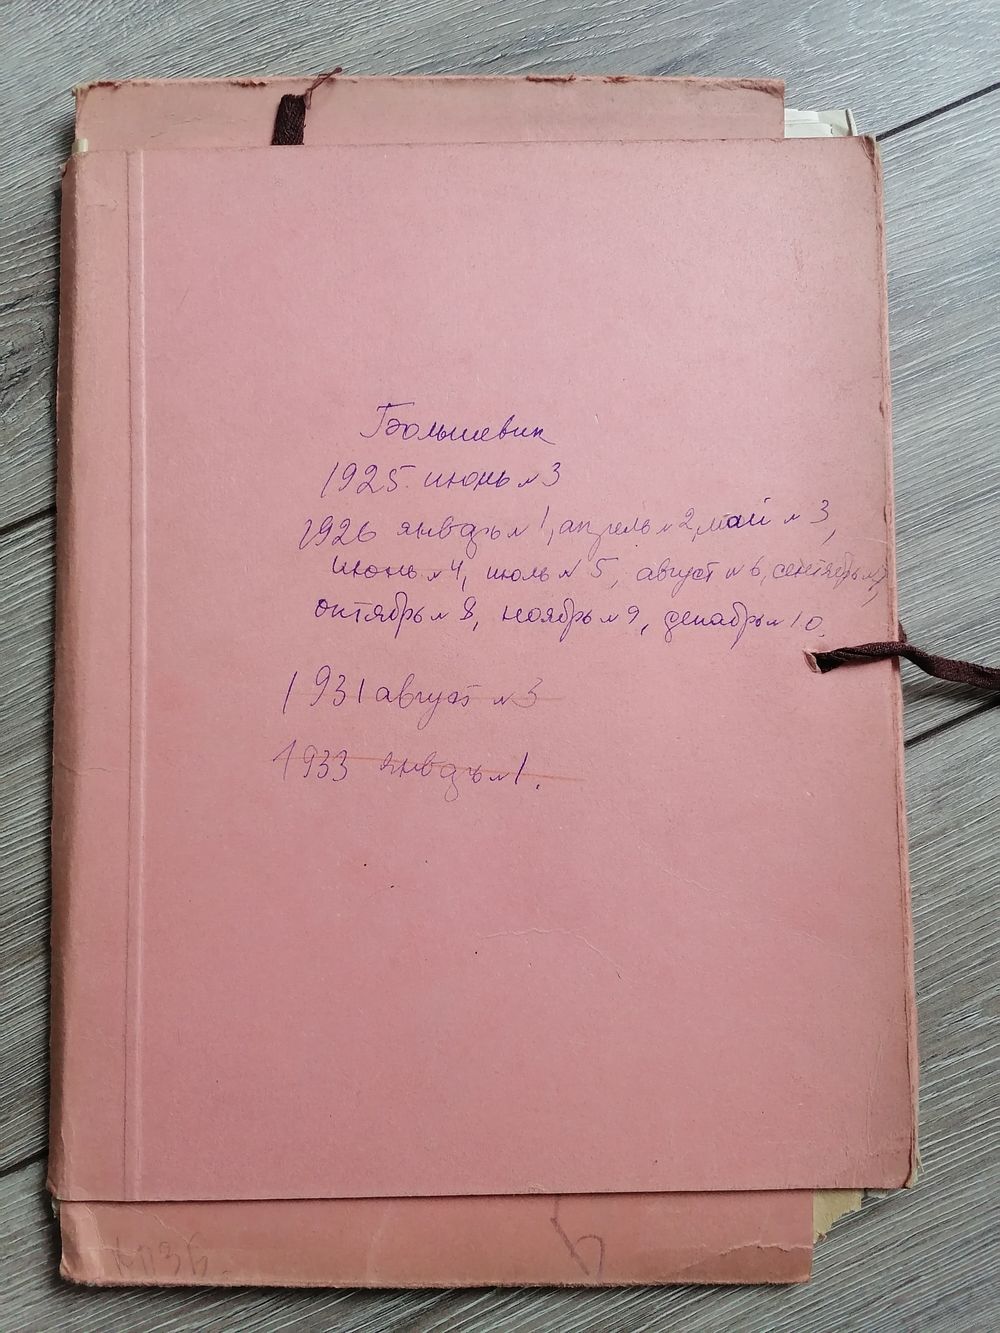 Большевик
1925 июнь № 3
1926 январь № 1, апрель № 2, май № 3,
июнь № 4, июль № 5, август № 6, сентябрь № 7,
октябрь № 8, ноябрь № 9, декабрь № 10.
1931 август № 3
1933 январь № 1.